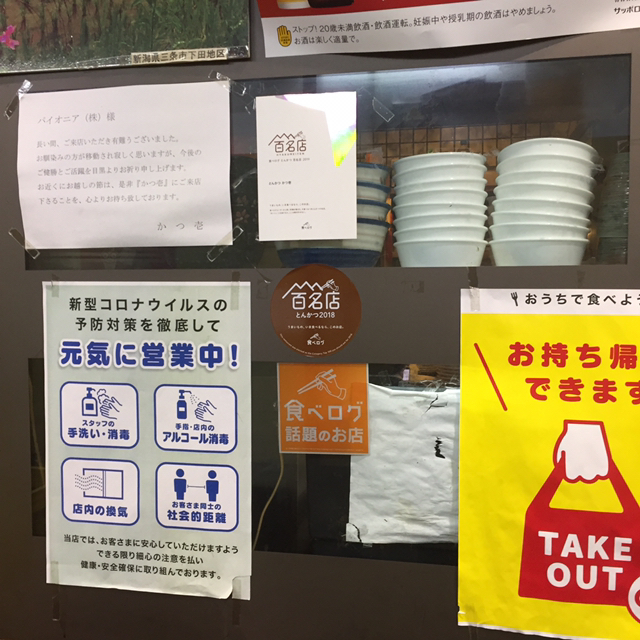 新潟県三条市下田地区
ストップ！20歳未満飲酒・飲酒運転。妊娠中や授乳期の飲酒はやめましょう。
お酒は楽しく適量で。
サッポロ
パイオニア（株）様
長い間、ご来店いただき有難うございました。
お馴染みの方が移動され寂しく思いますが、今後の
ご健勝とご活躍を目黒よりお祈り申し上げます。
お近くにお越しの節は、是非『かつ壱』にご来店
下さることを、心よりお待ち致しております。
かつ壱
百名店
食べログ とんかつ 百名店 2019
百名店
とんかつ2018
食べログ
食べログ
話題のお店
新型コロナウイルスの
予防対策を徹底して
元気に営業中！
スタッフの
手洗い・消毒
手指・店内の
アルコール消毒
店内の換気
お客さま同士の
社会的距離
当店では、お客さまに安心していただけますよう
できる限り細心の注意を払い
健康・安全確保に取り組んでおります。
おうちで食べよう
お持ち帰
できます
TAKE
OUT